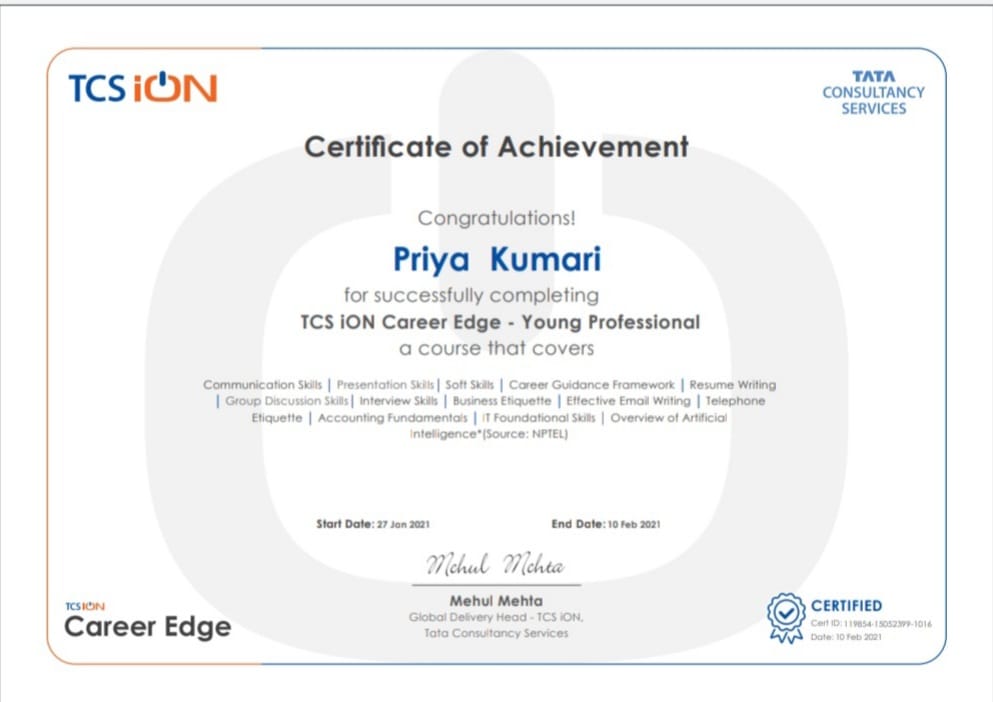 TCS iON
TATA
CONSULTANCY
SERVICES
Certificate of Achievement
Congratulations!
Priya Kumari
for successfully completing
TCS iON Career Edge - Young Professional
a course that covers
Communication Skills | Presentation Skills | Soft Skills | Career Guidance Framework | Resume Writing
| Group Discussion Skills | Interview Skills | Business Etiquette | Effective Email Writing | Telephone
Etiquette | Accounting Fundamentals | IT Foundational Skills | Overview of Artificial
Intelligence*(Source: NPTEL)
Start Date: 27 Jan 2021
End Date: 10 Feb 2021
Mehul Mehta
Mehul Mehta
Global Delivery Head - TCS iON,
Tata Consultancy Services
TCS iON
Career Edge
CERTIFIED
Cert ID: 119854-15052399-1016
Date: 10 Feb 2021